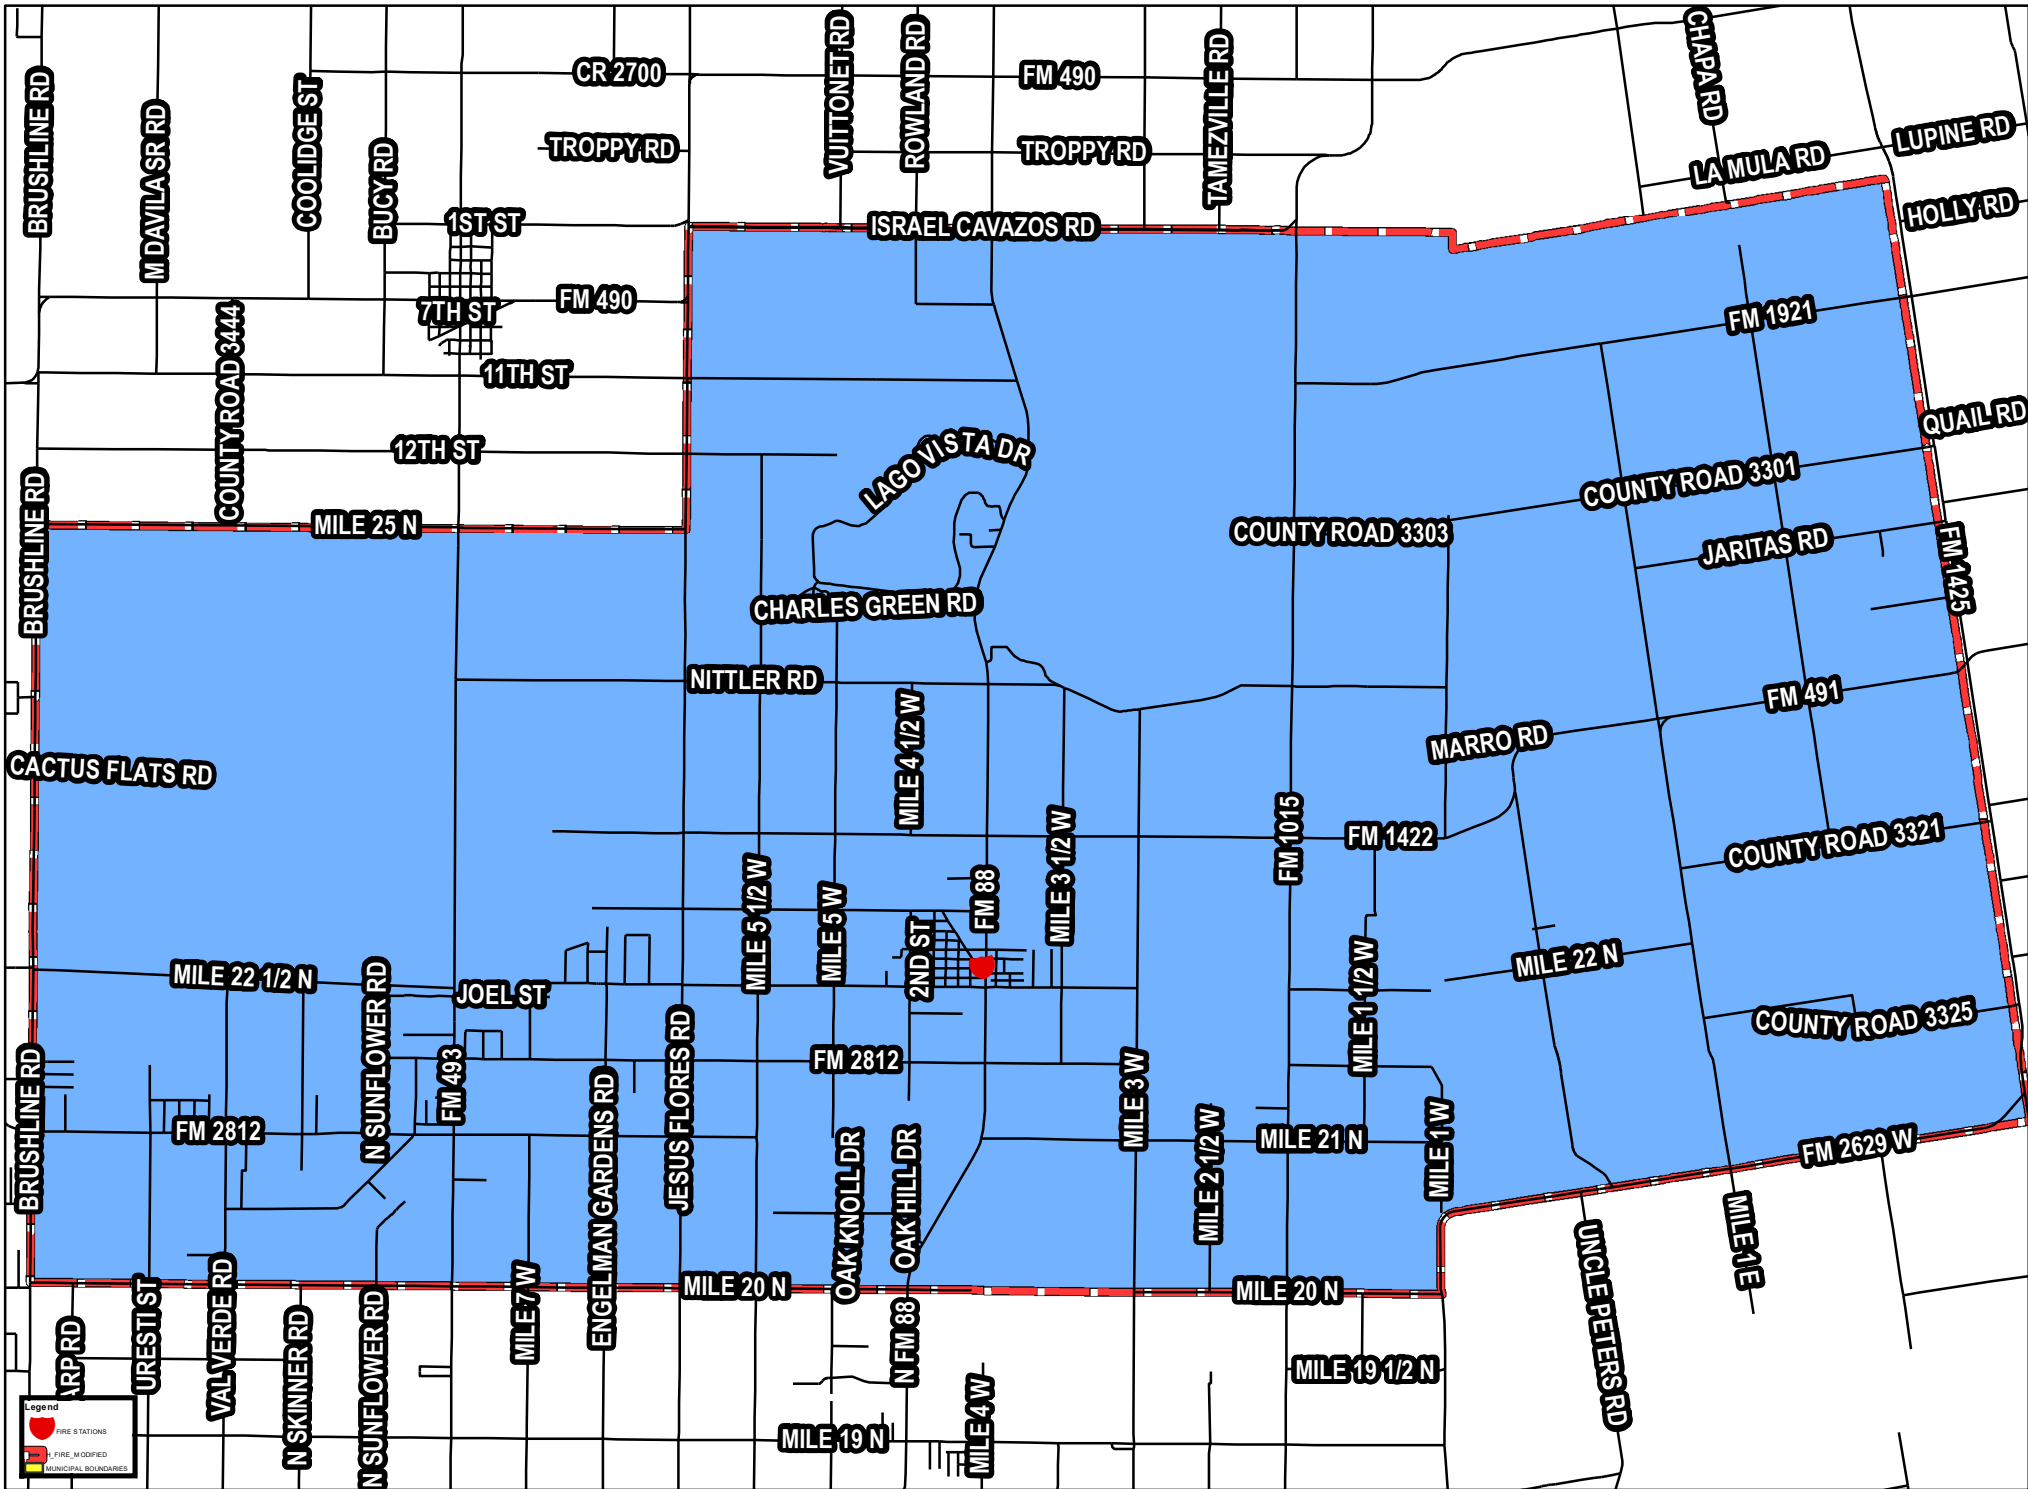 CR 2700
FM 490
VUITTONET RD
ROWLAND RD
TAMEZVILLE RD
CHAPA RD
BRUSHLINE RD
M DAVILA SR RD
COOLIDGE ST
BUCY RD
TROPPY RD
TROPPY RD
LA MULA RD
LUPINE RD
HOLLY RD
1ST ST
ISRAEL CAVAZOS RD
7TH ST
FM 490
FM 1921
COUNTY ROAD 3444
11TH ST
12TH ST
LAGO VISTA DR
QUAIL RD
COUNTY ROAD 3301
MILE 25 N
COUNTY ROAD 3303
JARITAS RD
BRUSHLINE RD
FM 1425
CHARLES GREEN RD
NITTLER RD
FM 491
MARRO RD
MILE 4 1/2 W
CACTUS FLATS RD
FM 1015
FM 1422
COUNTY ROAD 3321
MILE 5 1/2 W
MILE 5 W
FM 88
MILE 3 1/2 W
2ND ST
MILE 22 1/2 N
N SUNFLOWER RD
JOEL ST
MILE 1 1/2 W
MILE 22 N
COUNTY ROAD 3325
BRUSHLINE RD
FM 493
JESUS FLORES RD
FM 2812
MILE 3 W
FM 2812
ENGELMAN GARDENS RD
OAK KNOLL DR
OAK HILL DR
MILE 2 1/2 W
MILE 21 N
MILE 1 W
FM 2629 W
MILE 20 N
MILE 20 N
MILE 1 E
UNCLE PETERS RD
ARP RD
URESTI ST
VALVERDE RD
N SKINNER RD
N SUNFLOWER RD
MILE 7 W
N FM 88
MILE 4 W
MILE 19 1/2 N
MILE 19 N
Legend
FIRE STATIONS
_FIRE_MODIFIED
MUNICIPAL BOUNDARIES